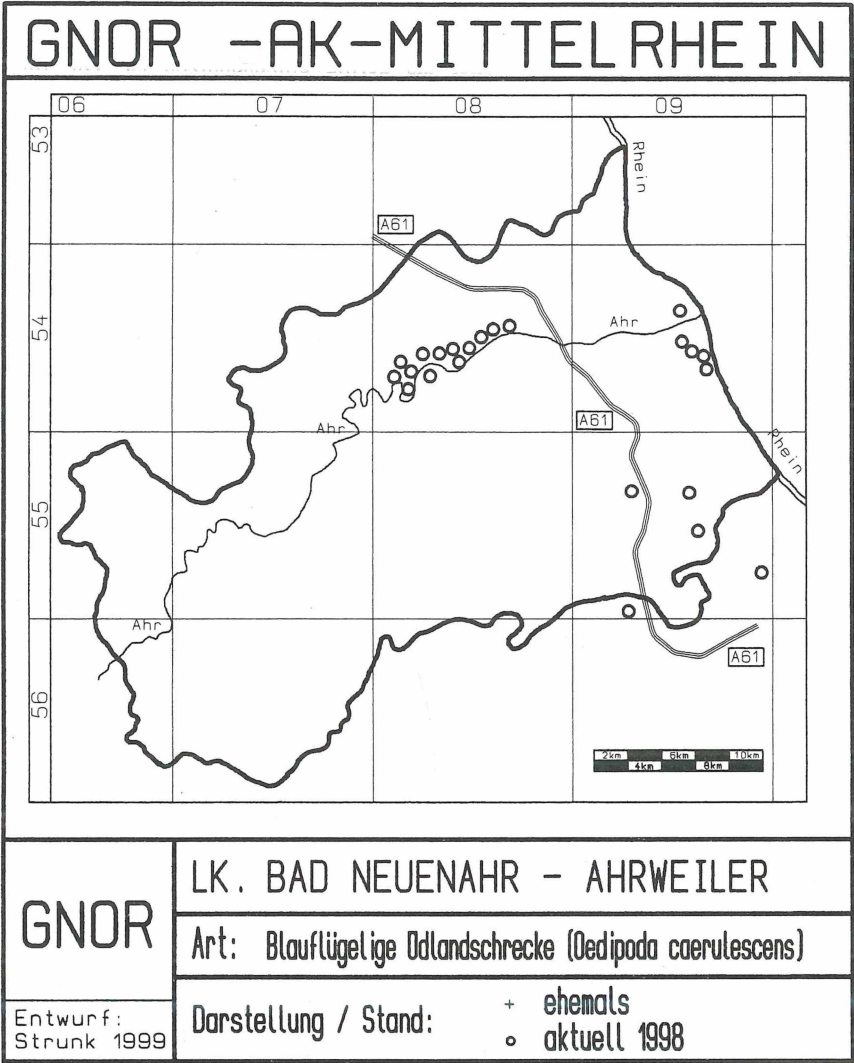 GNOR -AK-MITTELRHEIN
06 07 08 09
53
Rhein
A61
54
Ahr
A61
Ahr
Rhein
55
Ahr
A61
56
2km 6km 10km
4km 8km
LK. BAD NEUENAHR - AHRWEILER
GNOR
Art: Blauflügelige Ödlandschrecke (Oedipoda caerulescens)
Entwurf:
Strunk 1999
Darstellung / Stand:
+ ehemals
o aktuell 1998